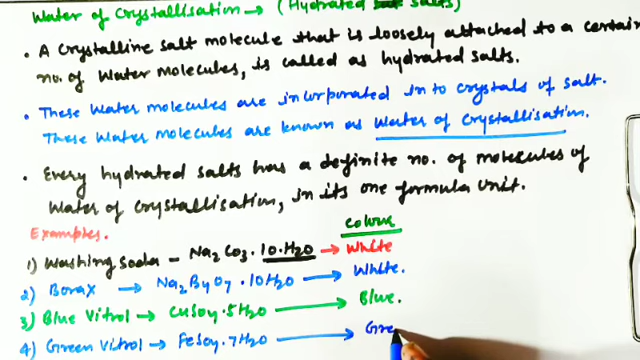 Water of Crystallisation → (Hydrated salts)
• A crystalline salt molecule that is loosely attached to a certain
no. of water molecules, is called as hydrated salts.
• These water molecules are incorporated in to crystals of salt.
These water molecules are known as water of crystallisation.
• Every hydrated salts has a definite no. of molecules of
water of crystallisation, in its one formula unit.
Examples. Colour
1) Washing Soda - Na2CO3 . 10.H2O → White
2) Borax → Na2B4O7 . 10H2O → White.
3) Blue Vitrol → CuSO4 . 5H2O → Blue.
4) Green Vitrol → FeSO4 . 7H2O → Gre